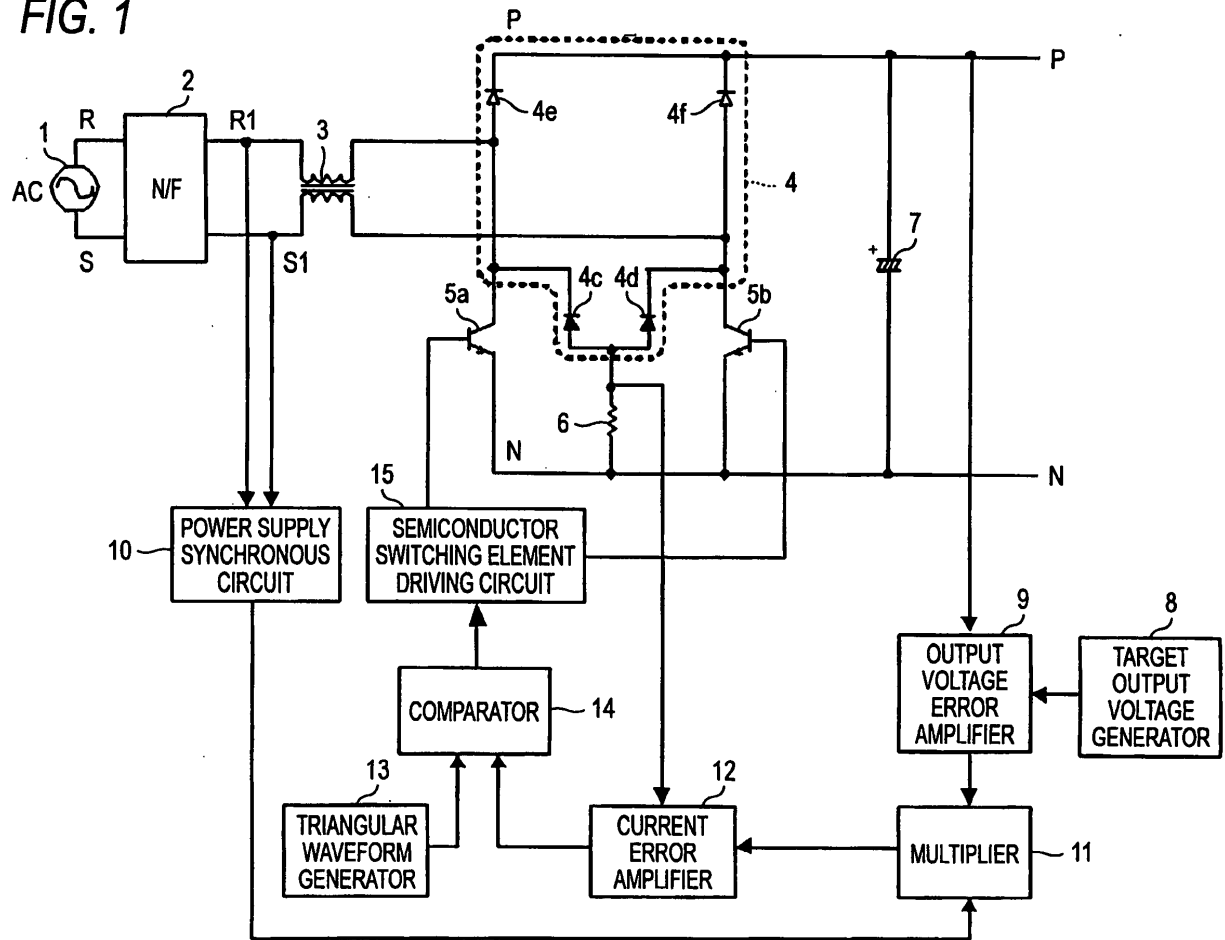 FIG. 1
P
P
2
4e
4f
R
R1
3
1
AC
N/F
4
7
+
S
S1
4c
4d
5a
5b
6
N
N
15
10
POWER SUPPLY
SYNCHRONOUS
CIRCUIT
SEMICONDUCTOR
SWITCHING ELEMENT
DRIVING CIRCUIT
9
8
OUTPUT
VOLTAGE
ERROR
AMPLIFIER
TARGET
OUTPUT
VOLTAGE
GENERATOR
COMPARATOR
14
13
12
TRIANGULAR
WAVEFORM
GENERATOR
CURRENT
ERROR
AMPLIFIER
MULTIPLIER
11